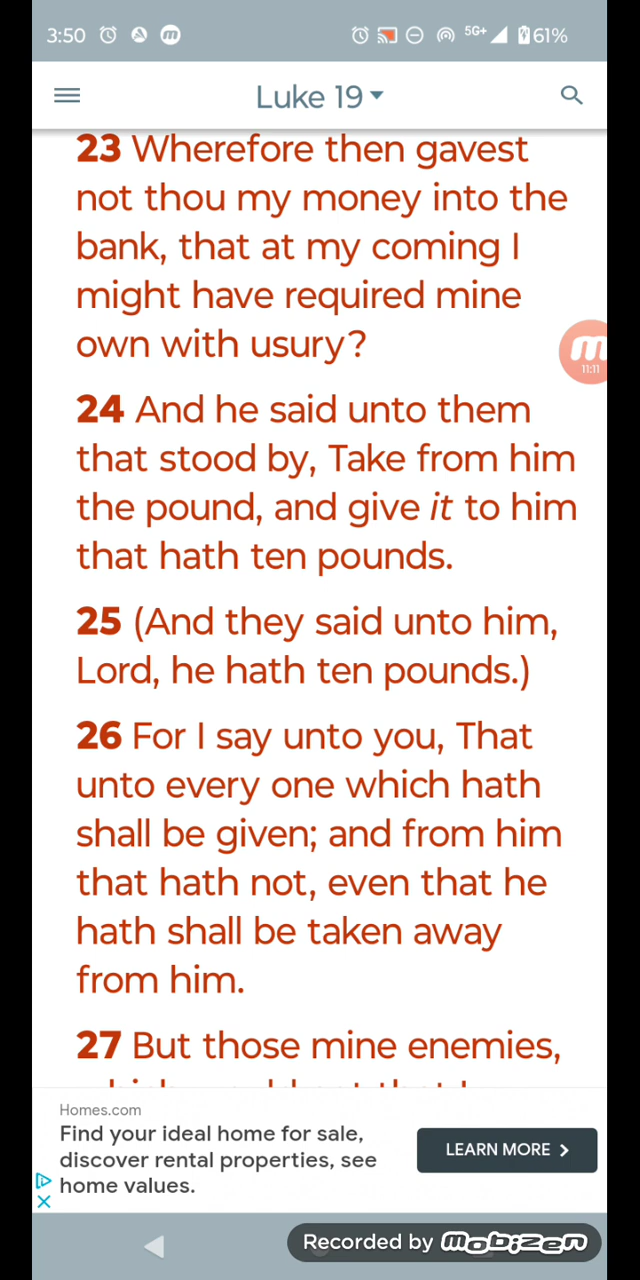 3:50 5G+ 61%
Luke 19
23 Wherefore then gavest
not thou my money into the
bank, that at my coming I
might have required mine
own with usury?
11:11
24 And he said unto them
that stood by, Take from him
the pound, and give it to him
that hath ten pounds.
25 (And they said unto him,
Lord, he hath ten pounds.)
26 For I say unto you, That
unto every one which hath
shall be given; and from him
that hath not, even that he
hath shall be taken away
from him.
27 But those mine enemies,
Homes.com
Find your ideal home for sale,
discover rental properties, see
home values.
LEARN MORE
Recorded by mobizen